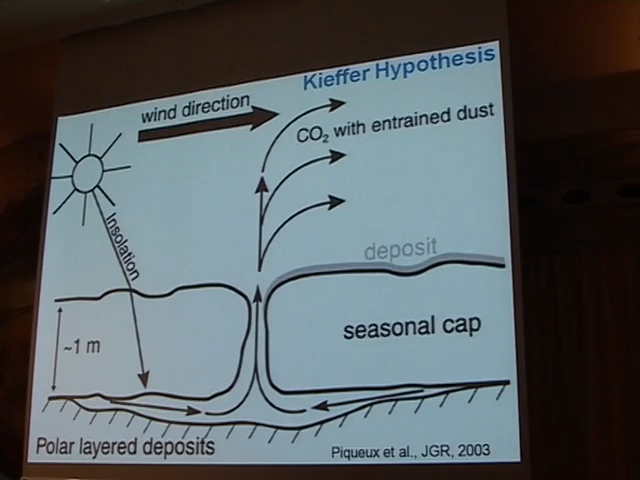 Kieffer Hypothesis
wind direction
CO₂ with entrained dust
Insolation
deposit
~1 m
seasonal cap
Polar layered deposits
Piqueux et al., JGR, 2003